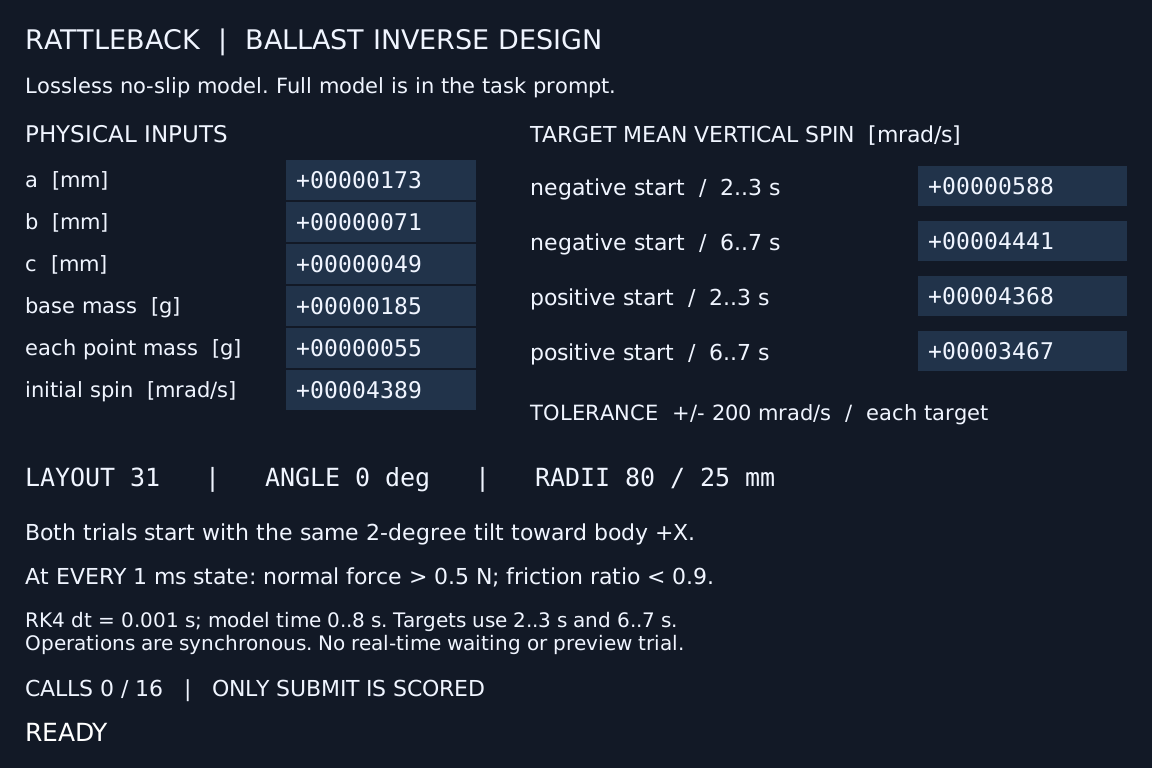 RATTLEBACK | BALLAST INVERSE DESIGN
Lossless no-slip model. Full model is in the task prompt.
PHYSICAL INPUTS
a [mm] +00000173
b [mm] +00000071
c [mm] +00000049
base mass [g] +00000185
each point mass [g] +00000055
initial spin [mrad/s] +00004389
TARGET MEAN VERTICAL SPIN [mrad/s]
negative start / 2..3 s +00000588
negative start / 6..7 s +00004441
positive start / 2..3 s +00004368
positive start / 6..7 s +00003467
TOLERANCE +/- 200 mrad/s / each target
LAYOUT 31 | ANGLE 0 deg | RADII 80 / 25 mm
Both trials start with the same 2-degree tilt toward body +X.
At EVERY 1 ms state: normal force > 0.5 N; friction ratio < 0.9.
RK4 dt = 0.001 s; model time 0..8 s. Targets use 2..3 s and 6..7 s.
Operations are synchronous. No real-time waiting or preview trial.
CALLS 0 / 16 | ONLY SUBMIT IS SCORED
READY